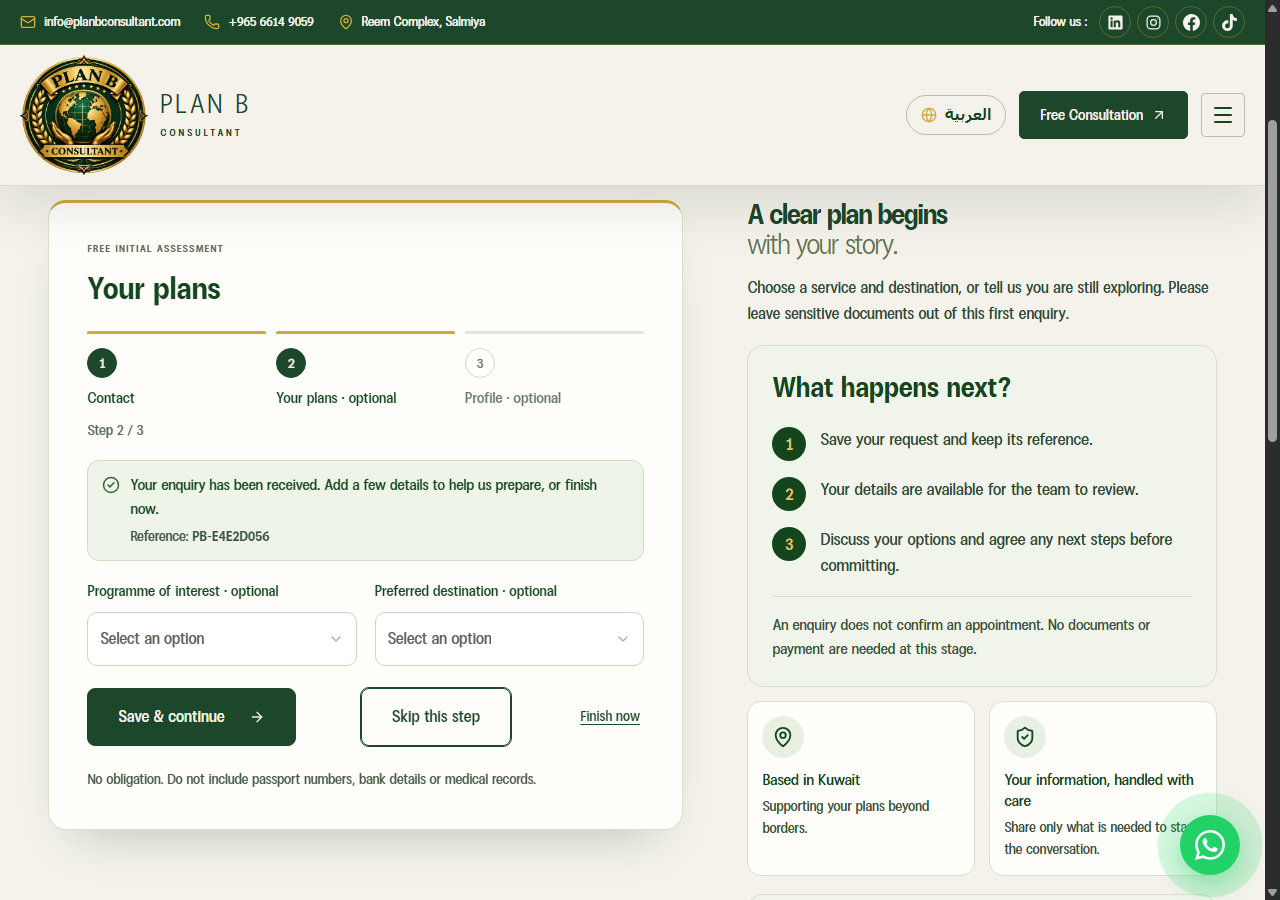 info@planbconsultant.com
+965 6614 9059
Reem Complex, Salmiya
Follow us :
PLAN B
CONSULTANT
PLAN B
CONSULTANT
العربية
Free Consultation
FREE INITIAL ASSESSMENT
Your plans
1
2
3
Contact
Your plans · optional
Profile · optional
Step 2 / 3
Your enquiry has been received. Add a few details to help us prepare, or finish
now.
Reference: PB-E4E2D056
Programme of interest · optional
Preferred destination · optional
Select an option
Select an option
Save & continue
Skip this step
Finish now
No obligation. Do not include passport numbers, bank details or medical records.
A clear plan begins
with your story.
Choose a service and destination, or tell us you are still exploring. Please
leave sensitive documents out of this first enquiry.
What happens next?
1 Save your request and keep its reference.
2 Your details are available for the team to review.
3 Discuss your options and agree any next steps before
committing.
An enquiry does not confirm an appointment. No documents or
payment are needed at this stage.
Based in Kuwait
Supporting your plans beyond
borders.
Your information, handled with
care
Share only what is needed to
the conversation.